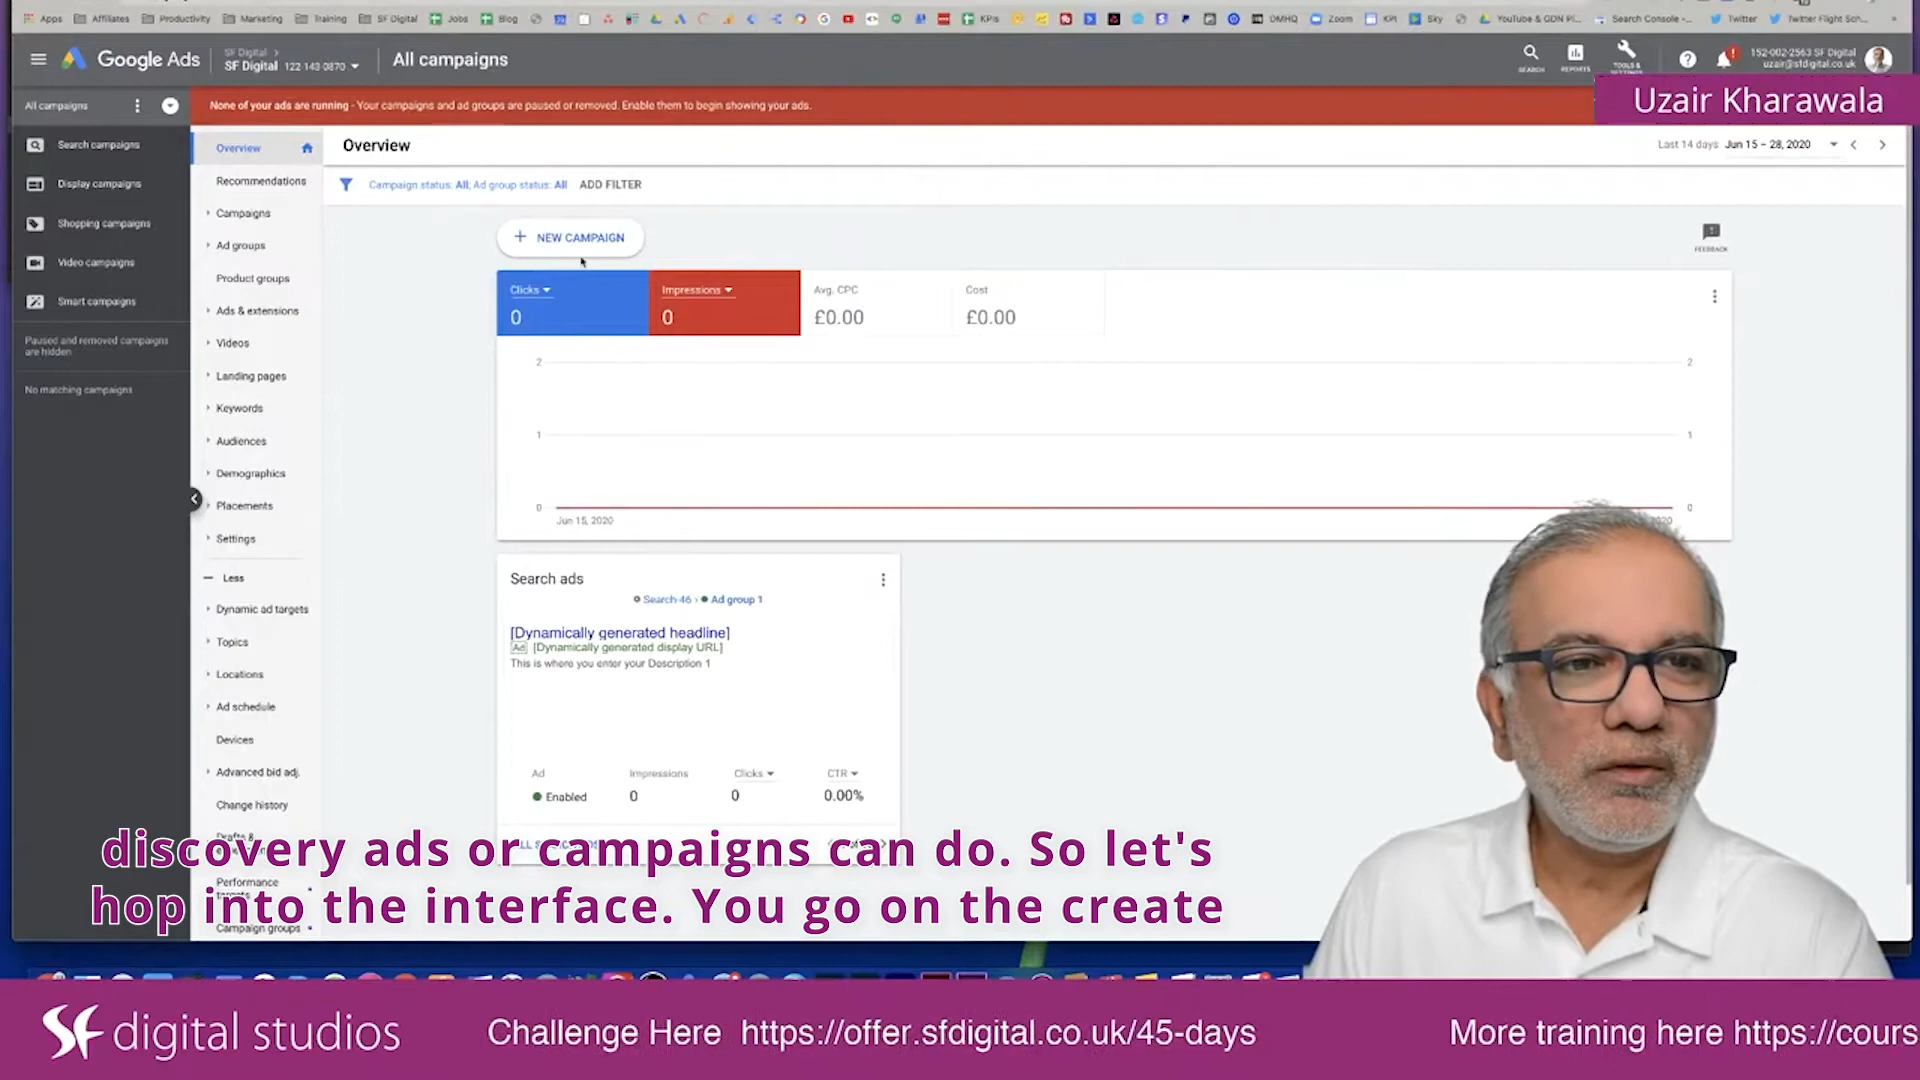 Apps Affiliates Productivity Marketing Training SF Digital Jobs Blog KPIs DMHQ Zoom KPI Sky YouTube & GDN Pl... Search Console -... Twitter Twitter Flight Sch...
Google Ads
SF Digital
SF Digital 122-143-0870
All campaigns
SEARCH
REPORTS
TOOLS &
152-002-2563 SF Digital
uzair@sfdigital.co.uk
All campaigns
None of your ads are running - Your campaigns and ad groups are paused or removed. Enable them to begin showing your ads.
Uzair Kharawala
Search campaigns
Display campaigns
Shopping campaigns
Video campaigns
Smart campaigns
Paused and removed campaigns
are hidden
No matching campaigns
Overview
Recommendations
Campaigns
Ad groups
Product groups
Ads & extensions
Videos
Landing pages
Keywords
Audiences
Demographics
Placements
Settings
Less
Dynamic ad targets
Topics
Locations
Ad schedule
Devices
Advanced bid adj.
Change history
Drafts &
Performance
Campaign groups
Overview
Last 14 days Jun 15 – 28, 2020
Campaign status: All; Ad group status: All ADD FILTER
NEW CAMPAIGN
FEEDBACK
Clicks
0
Impressions
0
Avg. CPC
£0.00
Cost
£0.00
2 2
1 1
0 0
Jun 15, 2020
2020
Search ads
Search-46 › Ad group 1
[Dynamically generated headline]
Ad [Dynamically generated display URL]
This is where you enter your Description 1
Ad Impressions Clicks CTR
Enabled 0 0 0.00%
discovery ads or campaigns can do. So let's
hop into the interface. You go on the create
SF digital studios
Challenge Here https://offer.sfdigital.co.uk/45-days
More training here https://cours